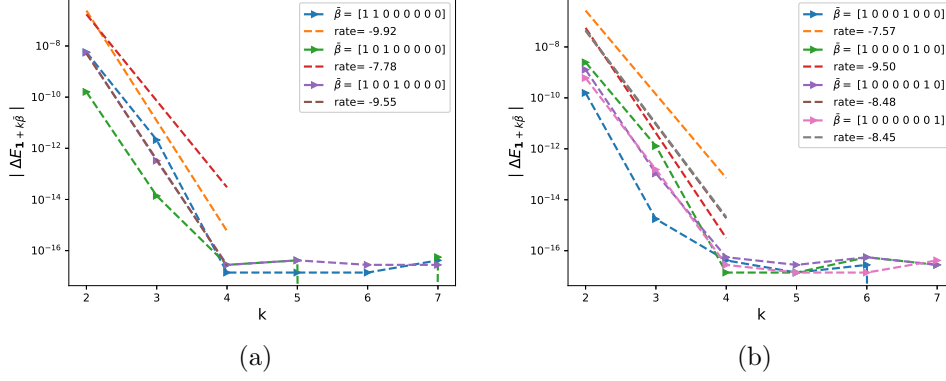 β̄ = [1 1 0 0 0 0 0 0]
rate= -9.92
β̄ = [1 0 1 0 0 0 0 0]
rate= -7.78
β̄ = [1 0 0 1 0 0 0 0]
rate= -9.55
| ΔE₁ ₊ ₖβ̄ |
10⁻⁸
10⁻¹⁰
10⁻¹²
10⁻¹⁴
10⁻¹⁶
2 3 4 5 6 7
k
(a)
β̄ = [1 0 0 0 1 0 0 0]
rate= -7.57
β̄ = [1 0 0 0 0 1 0 0]
rate= -9.50
β̄ = [1 0 0 0 0 0 1 0]
rate= -8.48
β̄ = [1 0 0 0 0 0 0 1]
rate= -8.45
| ΔE₁ ₊ ₖβ̄ |
10⁻⁸
10⁻¹⁰
10⁻¹²
10⁻¹⁴
10⁻¹⁶
2 3 4 5 6 7
k
(b)